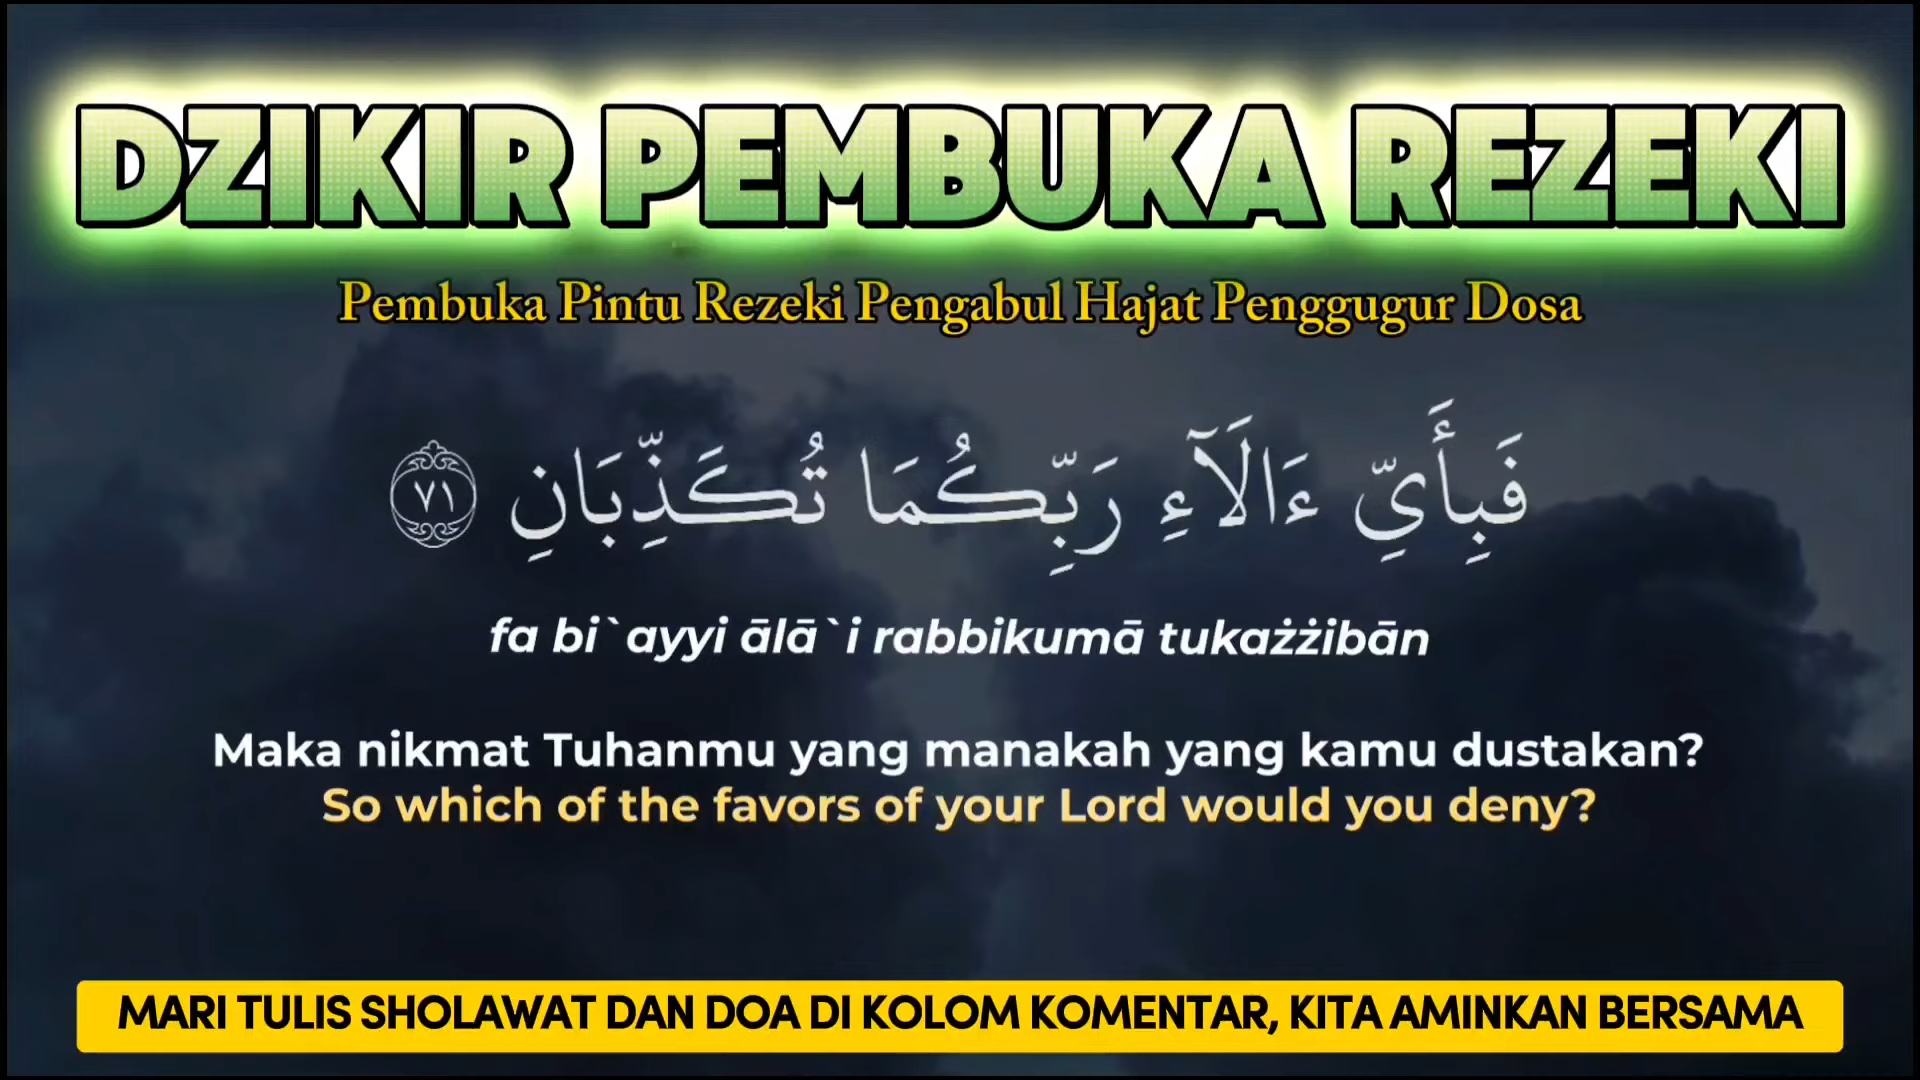 DZIKIR PEMBUKA REZEKI
Pembuka Pintu Rezeki Pengabul Hajat Penggugur Dosa
فَبِأَيِّ ءَالَآءِ رَبِّكُمَا تُكَذِّبَانِ ٧١
fa bi`ayyi ālā`i rabbikumā tukażżibān
Maka nikmat Tuhanmu yang manakah yang kamu dustakan?
So which of the favors of your Lord would you deny?
MARI TULIS SHOLAWAT DAN DOA DI KOLOM KOMENTAR, KITA AMINKAN BERSAMA